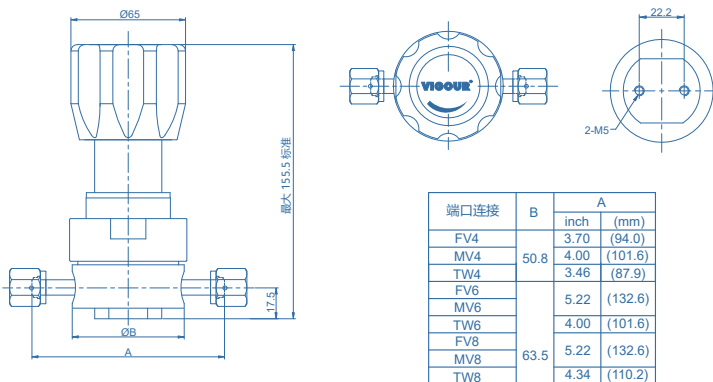 Ø65
最大 155.5 标准
17.5
ØB
A
VIGOUR
22.2
2-M5
端口连接 B A
inch (mm)
FV4 50.8 3.70 (94.0)
MV4 4.00 (101.6)
TW4 3.46 (87.9)
FV6 63.5 5.22 (132.6)
MV6
TW6 4.00 (101.6)
FV8 5.22 (132.6)
MV8
TW8 4.34 (110.2)